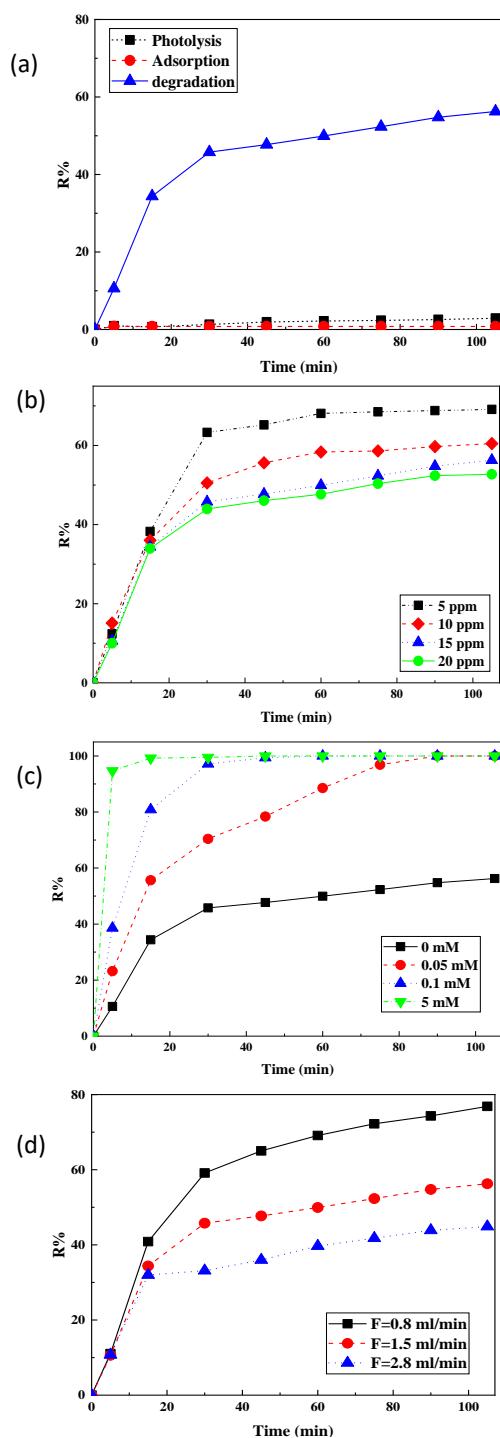 (a)
80
60
40
20
0
R%
Photolysis
Adsorption
degradation
0 20 40 60 80 100
Time (min)
(b)
60
40
20
0
R%
5 ppm
10 ppm
15 ppm
20 ppm
0 20 40 60 80 100
Time (min)
(c)
100
80
60
40
20
0
R%
0 mM
0.05 mM
0.1 mM
5 mM
0 20 40 60 80 100
Time (min)
(d)
80
60
40
20
0
R%
F=0.8 ml/min
F=1.5 ml/min
F=2.8 ml/min
0 20 40 60 80 100
Time (min)